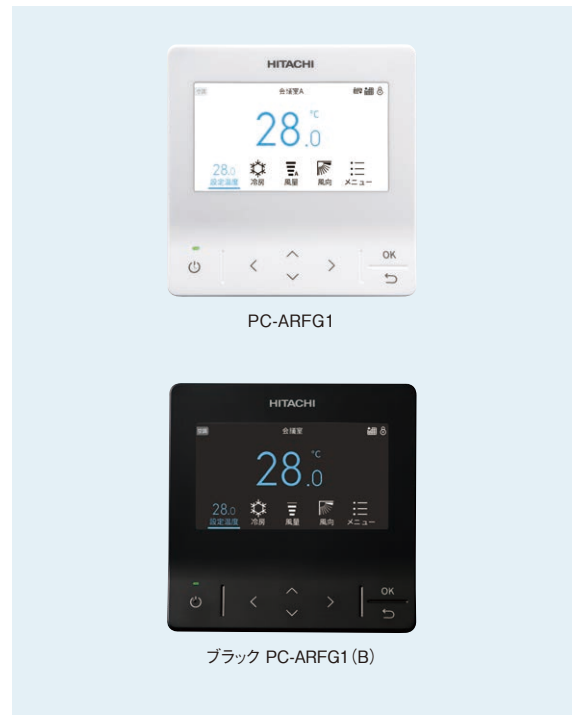 HITACHI
会議室A
28.0 ℃
28.0
設定温度 冷房 風量 風向 メニュー
OK
PC-ARFG1
HITACHI
会議室
28.0 ℃
28.0
設定温度 冷房 風量 風向 メニュー
OK
ブラック PC-ARFG1(B)